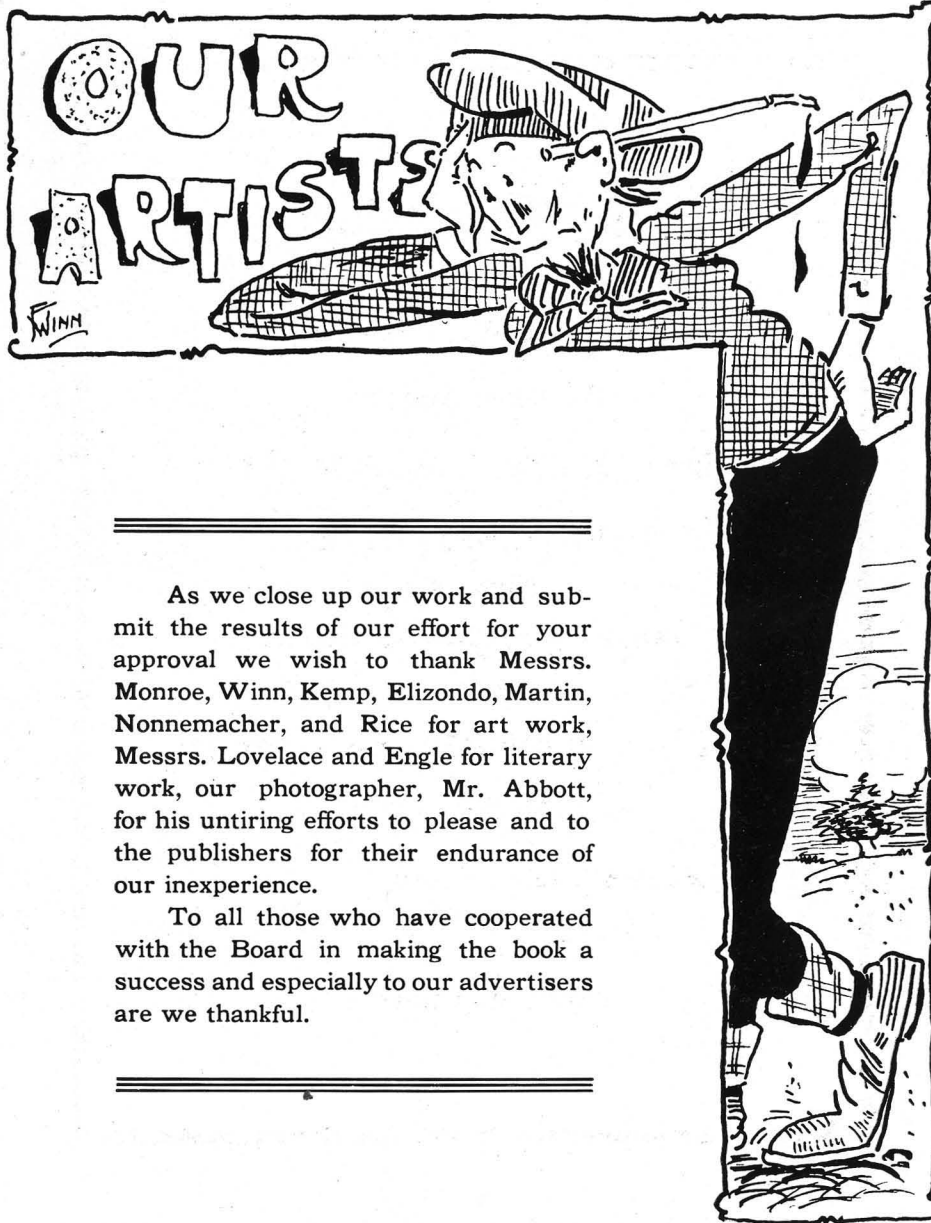 OUR
ARTISTS
FWINN
As we close up our work and sub-
mit the results of our effort for your
approval we wish to thank Messrs.
Monroe, Winn, Kemp, Elizondo, Martin,
Nonnemacher, and Rice for art work,
Messrs. Lovelace and Engle for literary
work, our photographer, Mr. Abbott,
for his untiring efforts to please and to
the publishers for their endurance of
our inexperience.
To all those who have cooperated
with the Board in making the book a
success and especially to our advertisers
are we thankful.